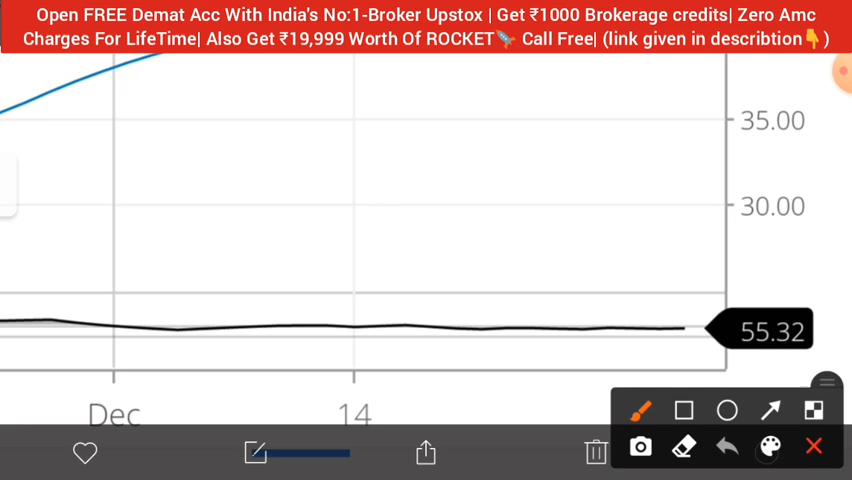 Open FREE Demat Acc With India's No:1-Broker Upstox | Get ₹1000 Brokerage credits| Zero Amc
Charges For LifeTime| Also Get ₹19,999 Worth Of ROCKET🚀 Call Free| (link given in describtion👇)
35.00
30.00
55.32
Dec
14